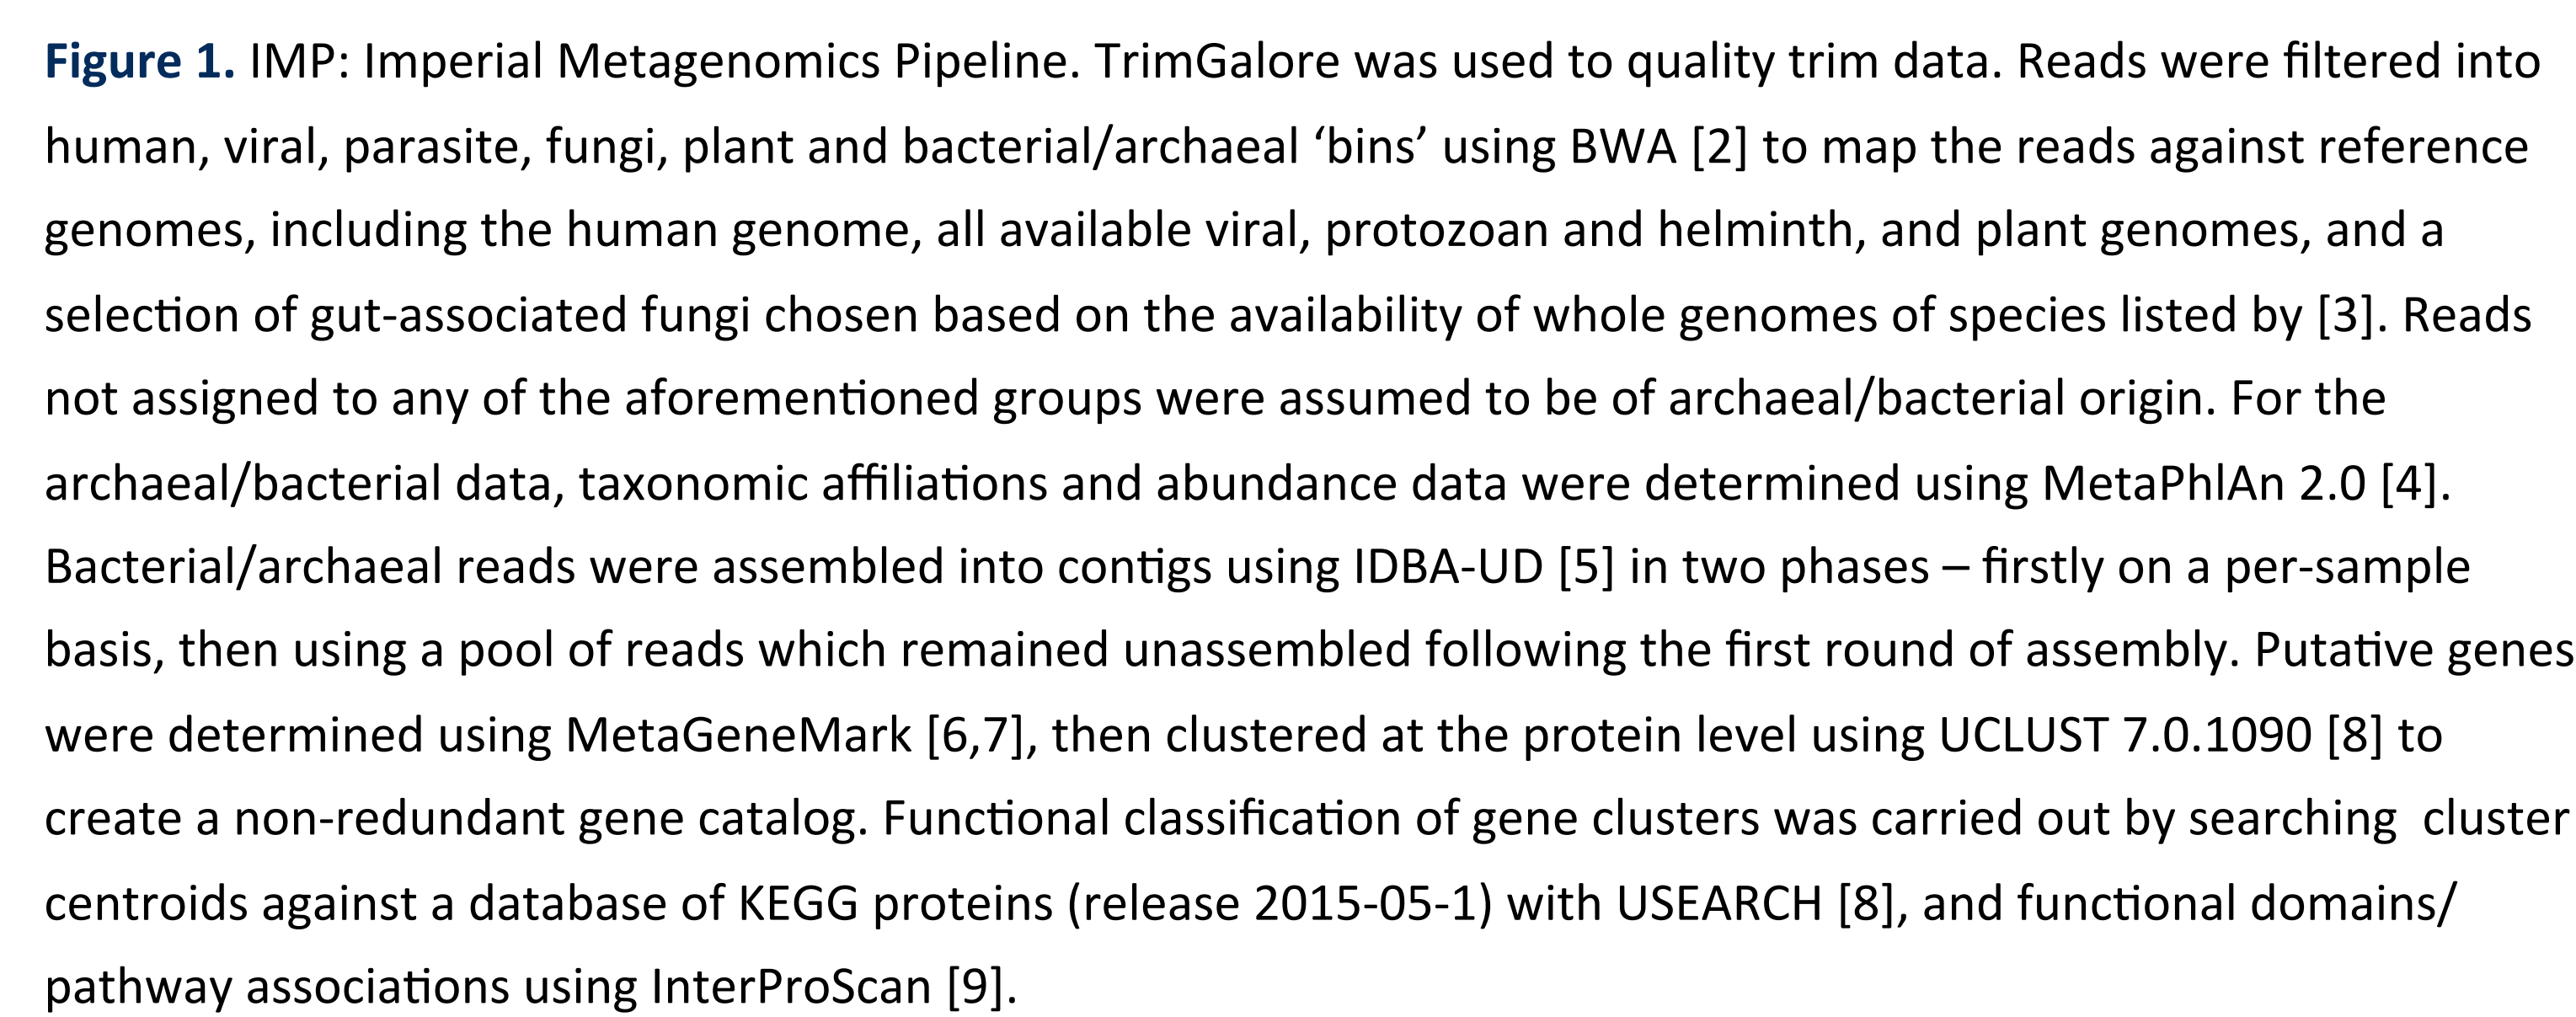 Figure 1. IMP: Imperial Metagenomics Pipeline. TrimGalore was used to quality trim data. Reads were filtered into
human, viral, parasite, fungi, plant and bacterial/archaeal ‘bins’ using BWA [2] to map the reads against reference
genomes, including the human genome, all available viral, protozoan and helminth, and plant genomes, and a
selection of gut-associated fungi chosen based on the availability of whole genomes of species listed by [3]. Reads
not assigned to any of the aforementioned groups were assumed to be of archaeal/bacterial origin. For the
archaeal/bacterial data, taxonomic affiliations and abundance data were determined using MetaPhlAn 2.0 [4].
Bacterial/archaeal reads were assembled into contigs using IDBA-UD [5] in two phases – firstly on a per-sample
basis, then using a pool of reads which remained unassembled following the first round of assembly. Putative genes
were determined using MetaGeneMark [6,7], then clustered at the protein level using UCLUST 7.0.1090 [8] to
create a non-redundant gene catalog. Functional classification of gene clusters was carried out by searching  cluster
centroids against a database of KEGG proteins (release 2015-05-1) with USEARCH [8], and functional domains/
pathway associations using InterProScan [9].